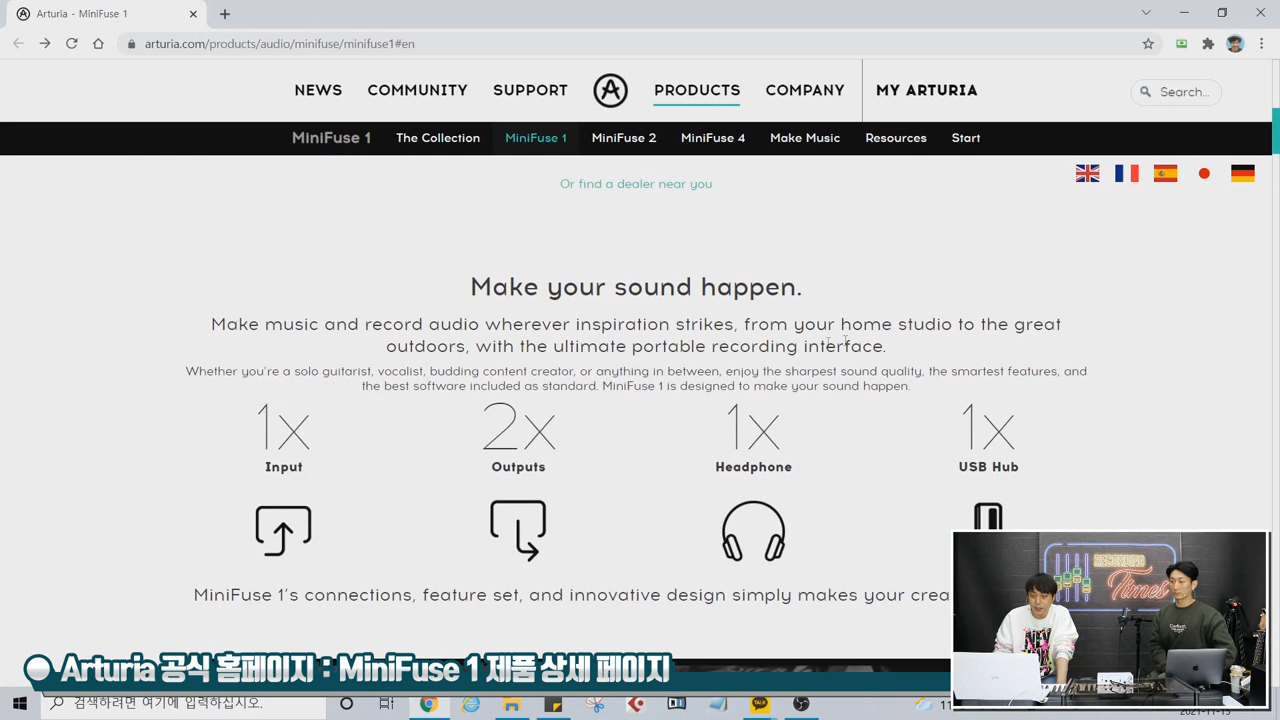 Arturia - MiniFuse 1
arturia.com/products/audio/minifuse/minifuse1#en
NEWS COMMUNITY SUPPORT PRODUCTS COMPANY MY ARTURIA Search...
MiniFuse 1 The Collection MiniFuse 1 MiniFuse 2 MiniFuse 4 Make Music Resources Start
Or find a dealer near you
Make your sound happen.
Make music and record audio wherever inspiration strikes, from your home studio to the great
outdoors, with the ultimate portable recording interface.
Whether you're a solo guitarist, vocalist, budding content creator, or anything in between, enjoy the sharpest sound quality, the smartest features, and
the best software included as standard. MiniFuse 1 is designed to make your sound happen.
1x 2x 1x 1x
Input Outputs Headphone USB Hub
MiniFuse 1's connections, feature set, and innovative design simply makes your
RECORDING
Times
Carhartt
Arturia 공식 홈페이지 : MiniFuse 1 제품 상세 페이지
검색하려면 여기에 입력하십시오.
TALK